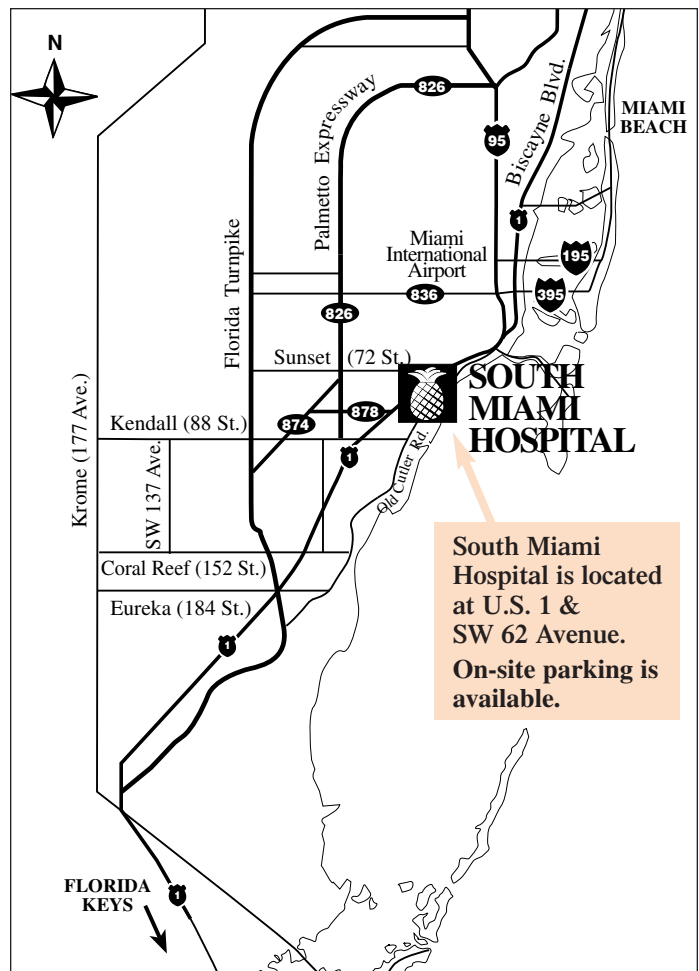 N
826
Palmetto Expressway
95
Biscayne Blvd.
MIAMI
BEACH
1
Florida Turnpike
Miami
International
Airport
195
836
395
826
Sunset (72 St.)
SOUTH
MIAMI
HOSPITAL
878
874
Kendall (88 St.)
Krome (177 Ave.)
SW 137 Ave.
1
Old Cutler Rd.
South Miami
Hospital is located
at U.S. 1 &
SW 62 Avenue.
On-site parking is
available.
Coral Reef (152 St.)
Eureka (184 St.)
1
FLORIDA
KEYS
1